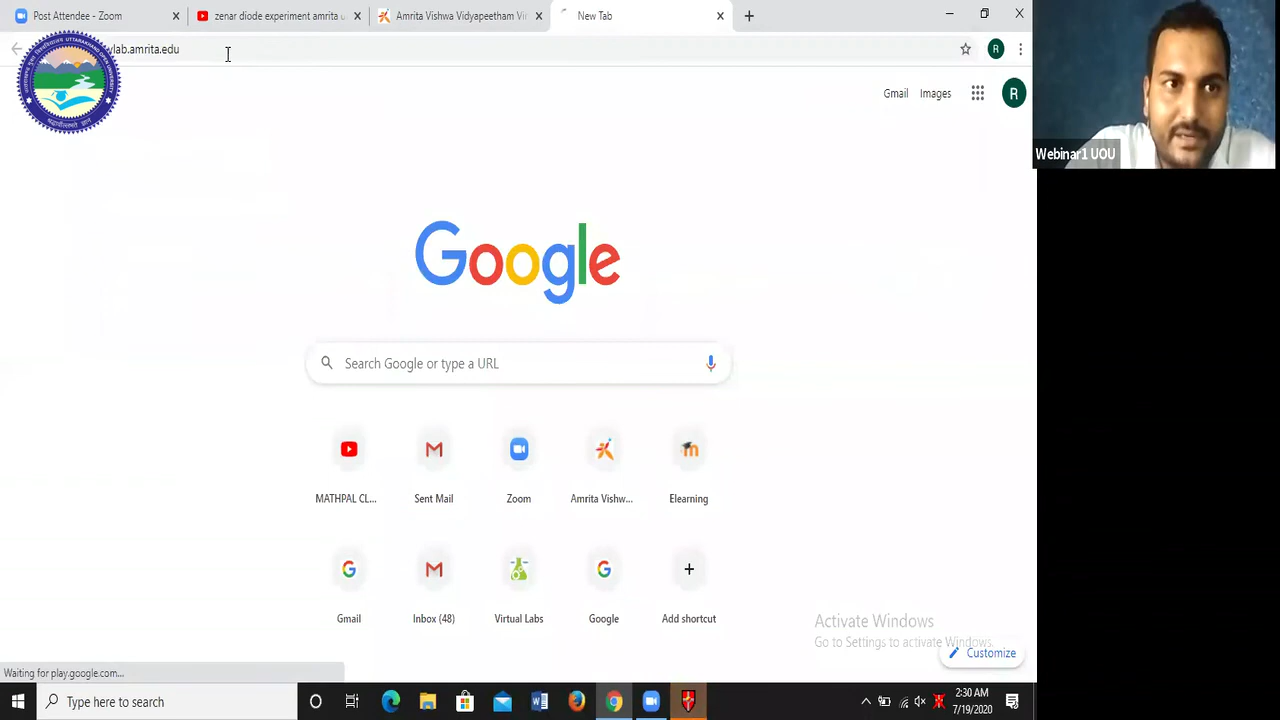 Post Attendee - Zoom
zenar diode experiment amrita u
Amrita Vishwa Vidyapeetham Vir
New Tab
vlab.amrita.edu
R
Gmail
Images
R
Webinar1 UOU
Google
Search Google or type a URL
MATHPAL CL...
Sent Mail
Zoom
Amrita Vishw...
Elearning
Gmail
Inbox (48)
Virtual Labs
Google
Add shortcut
Activate Windows
Go to Settings to activate Windows.
Customize
Waiting for play.google.com...
Type here to search
2:30 AM
7/19/2020